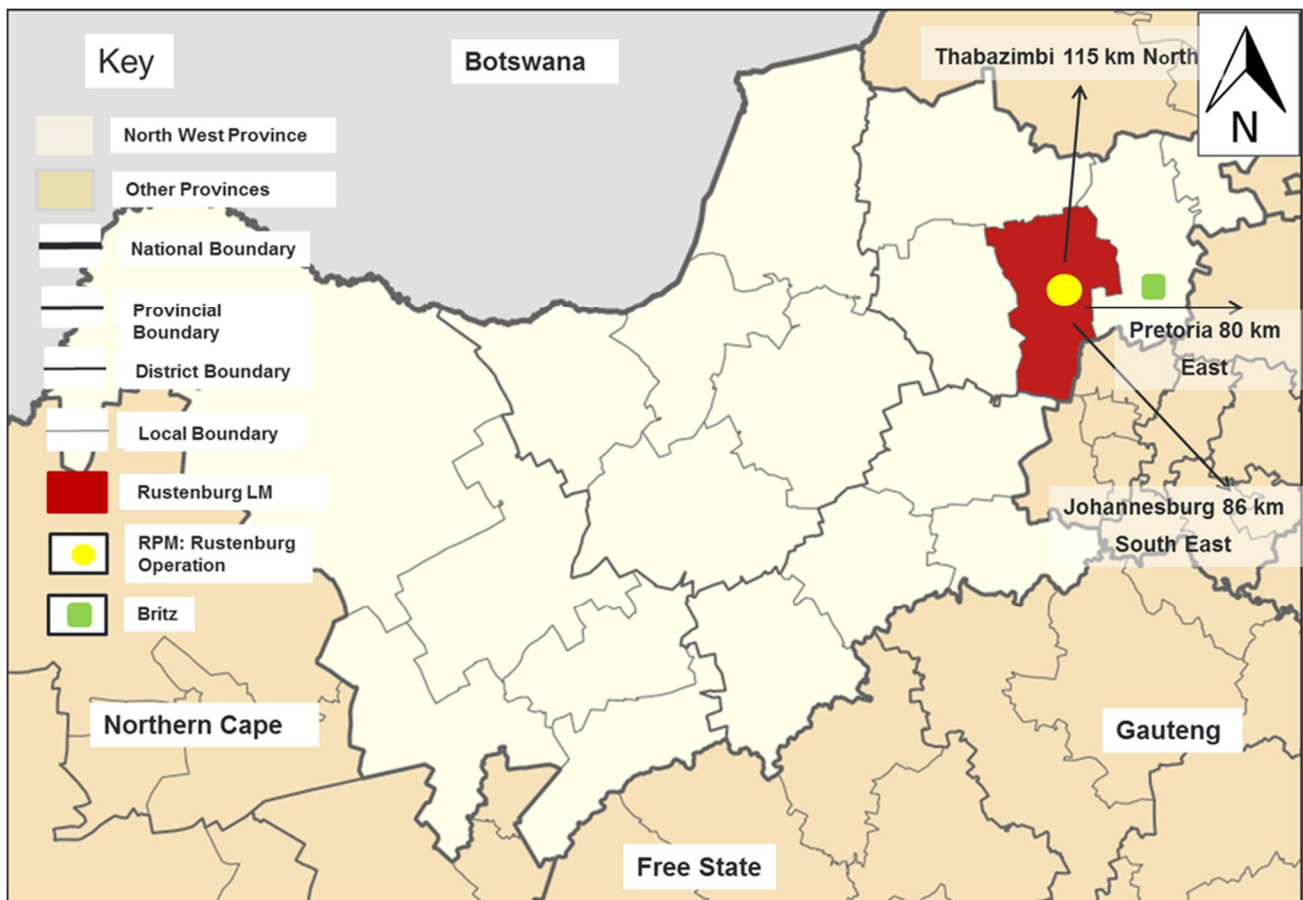 Key
Botswana
Thabazimbi 115 km North
N
North West Province
Other Provinces
National Boundary
Provincial
Boundary
District Boundary
Local Boundary
Rustenburg LM
RPM: Rustenburg
Operation
Britz
Pretoria 80 km
East
Johannesburg 86 km
South East
Northern Cape
Gauteng
Free State